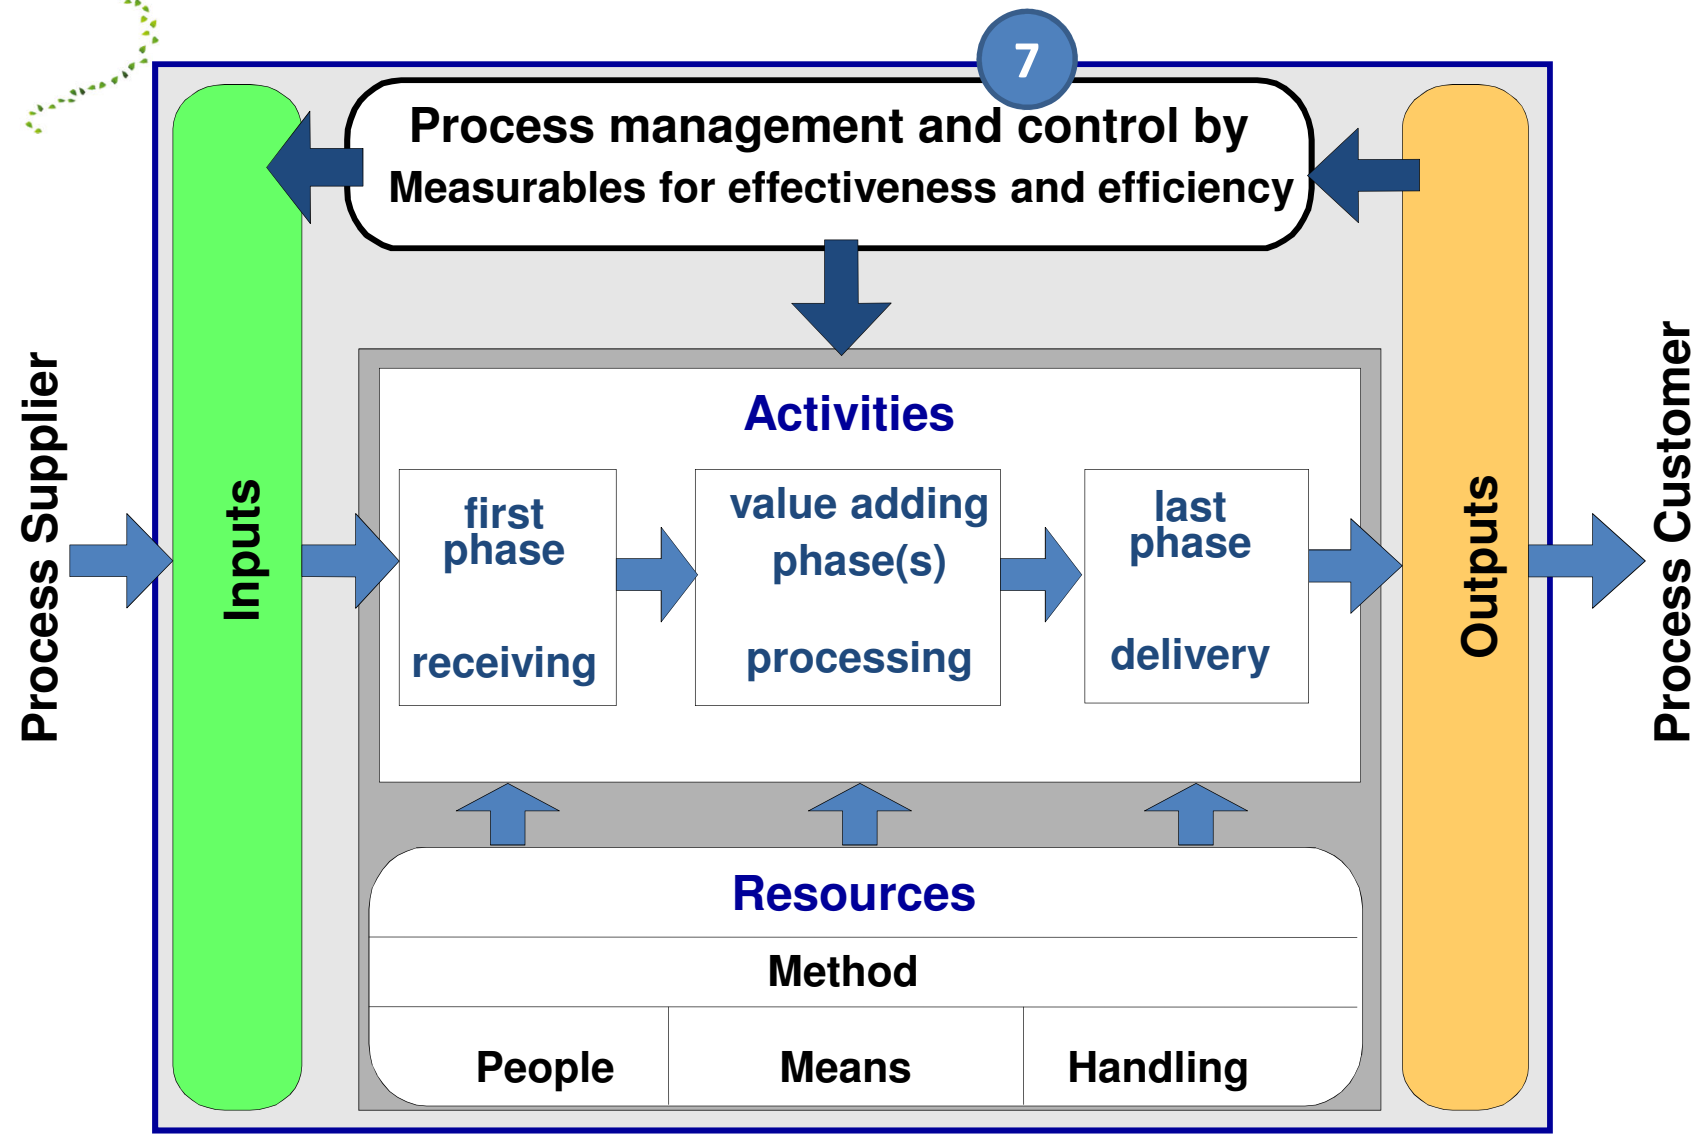 7
Process management and control by
Measurables for effectiveness and efficiency
Process Supplier
Inputs
Activities
first
phase
receiving
value adding
phase(s)
processing
last
phase
delivery
Outputs
Process Customer
Resources
Method
People
Means
Handling